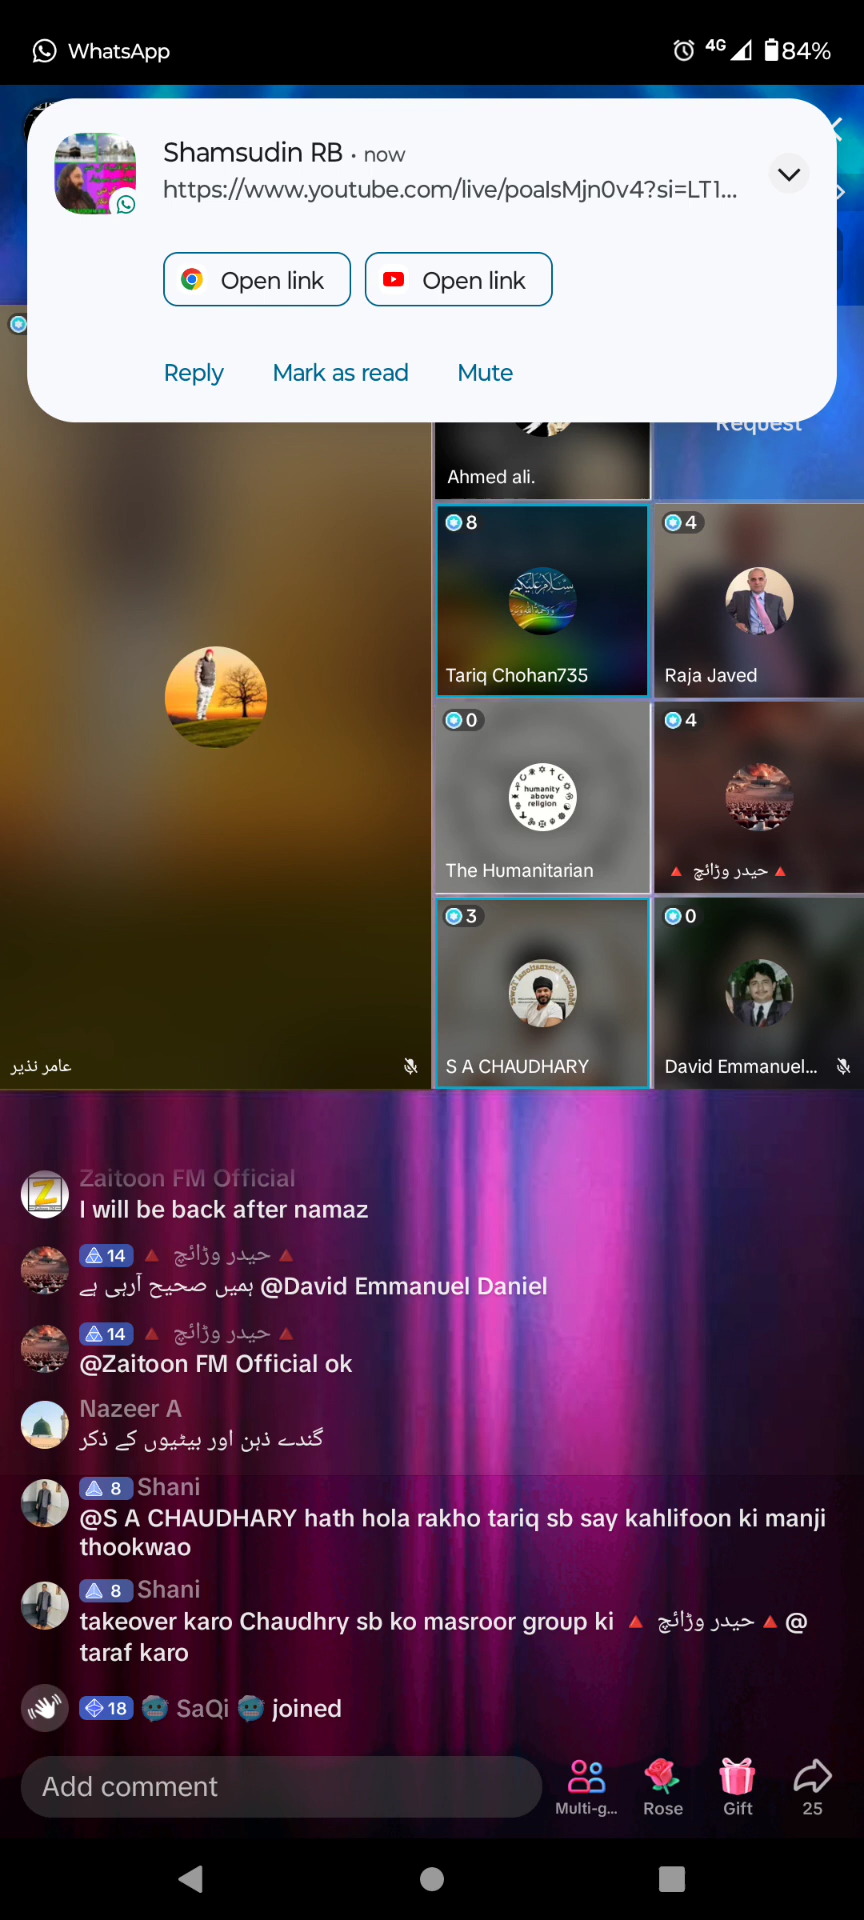 WhatsApp
4G 84%
Shamsudin RB • now
https://www.youtube.com/live/poaIsMjn0v4?si=LT1...
Open link
Open link
Reply
Mark as read
Mute
Request
Ahmed ali.
8
4
Tariq Chohan735
Raja Javed
0
4
humanity
above
religion
The Humanitarian
🔺 حیدر وڑائچ 🔺
3
0
عامر نذیر
S A CHAUDHARY
David Emmanuel...
Zaitoon FM Official
I will be back after namaz
14 🔺 حیدر وڑائچ 🔺
ہمیں صحیح آرہی ہے @David Emmanuel Daniel
14 🔺 حیدر وڑائچ 🔺
@Zaitoon FM Official ok
Nazeer A
گندے ذہن اور بیٹیوں کے ذکر
8 Shani
@S A CHAUDHARY hath hola rakho tariq sb say kahlifoon ki manji
thookwao
8 Shani
takeover karo Chaudhry sb ko masroor group ki 🔺 حیدر وڑائچ 🔺@
taraf karo
18 🥶 SaQi 🥶 joined
Add comment
Multi-g...
Rose
Gift
25